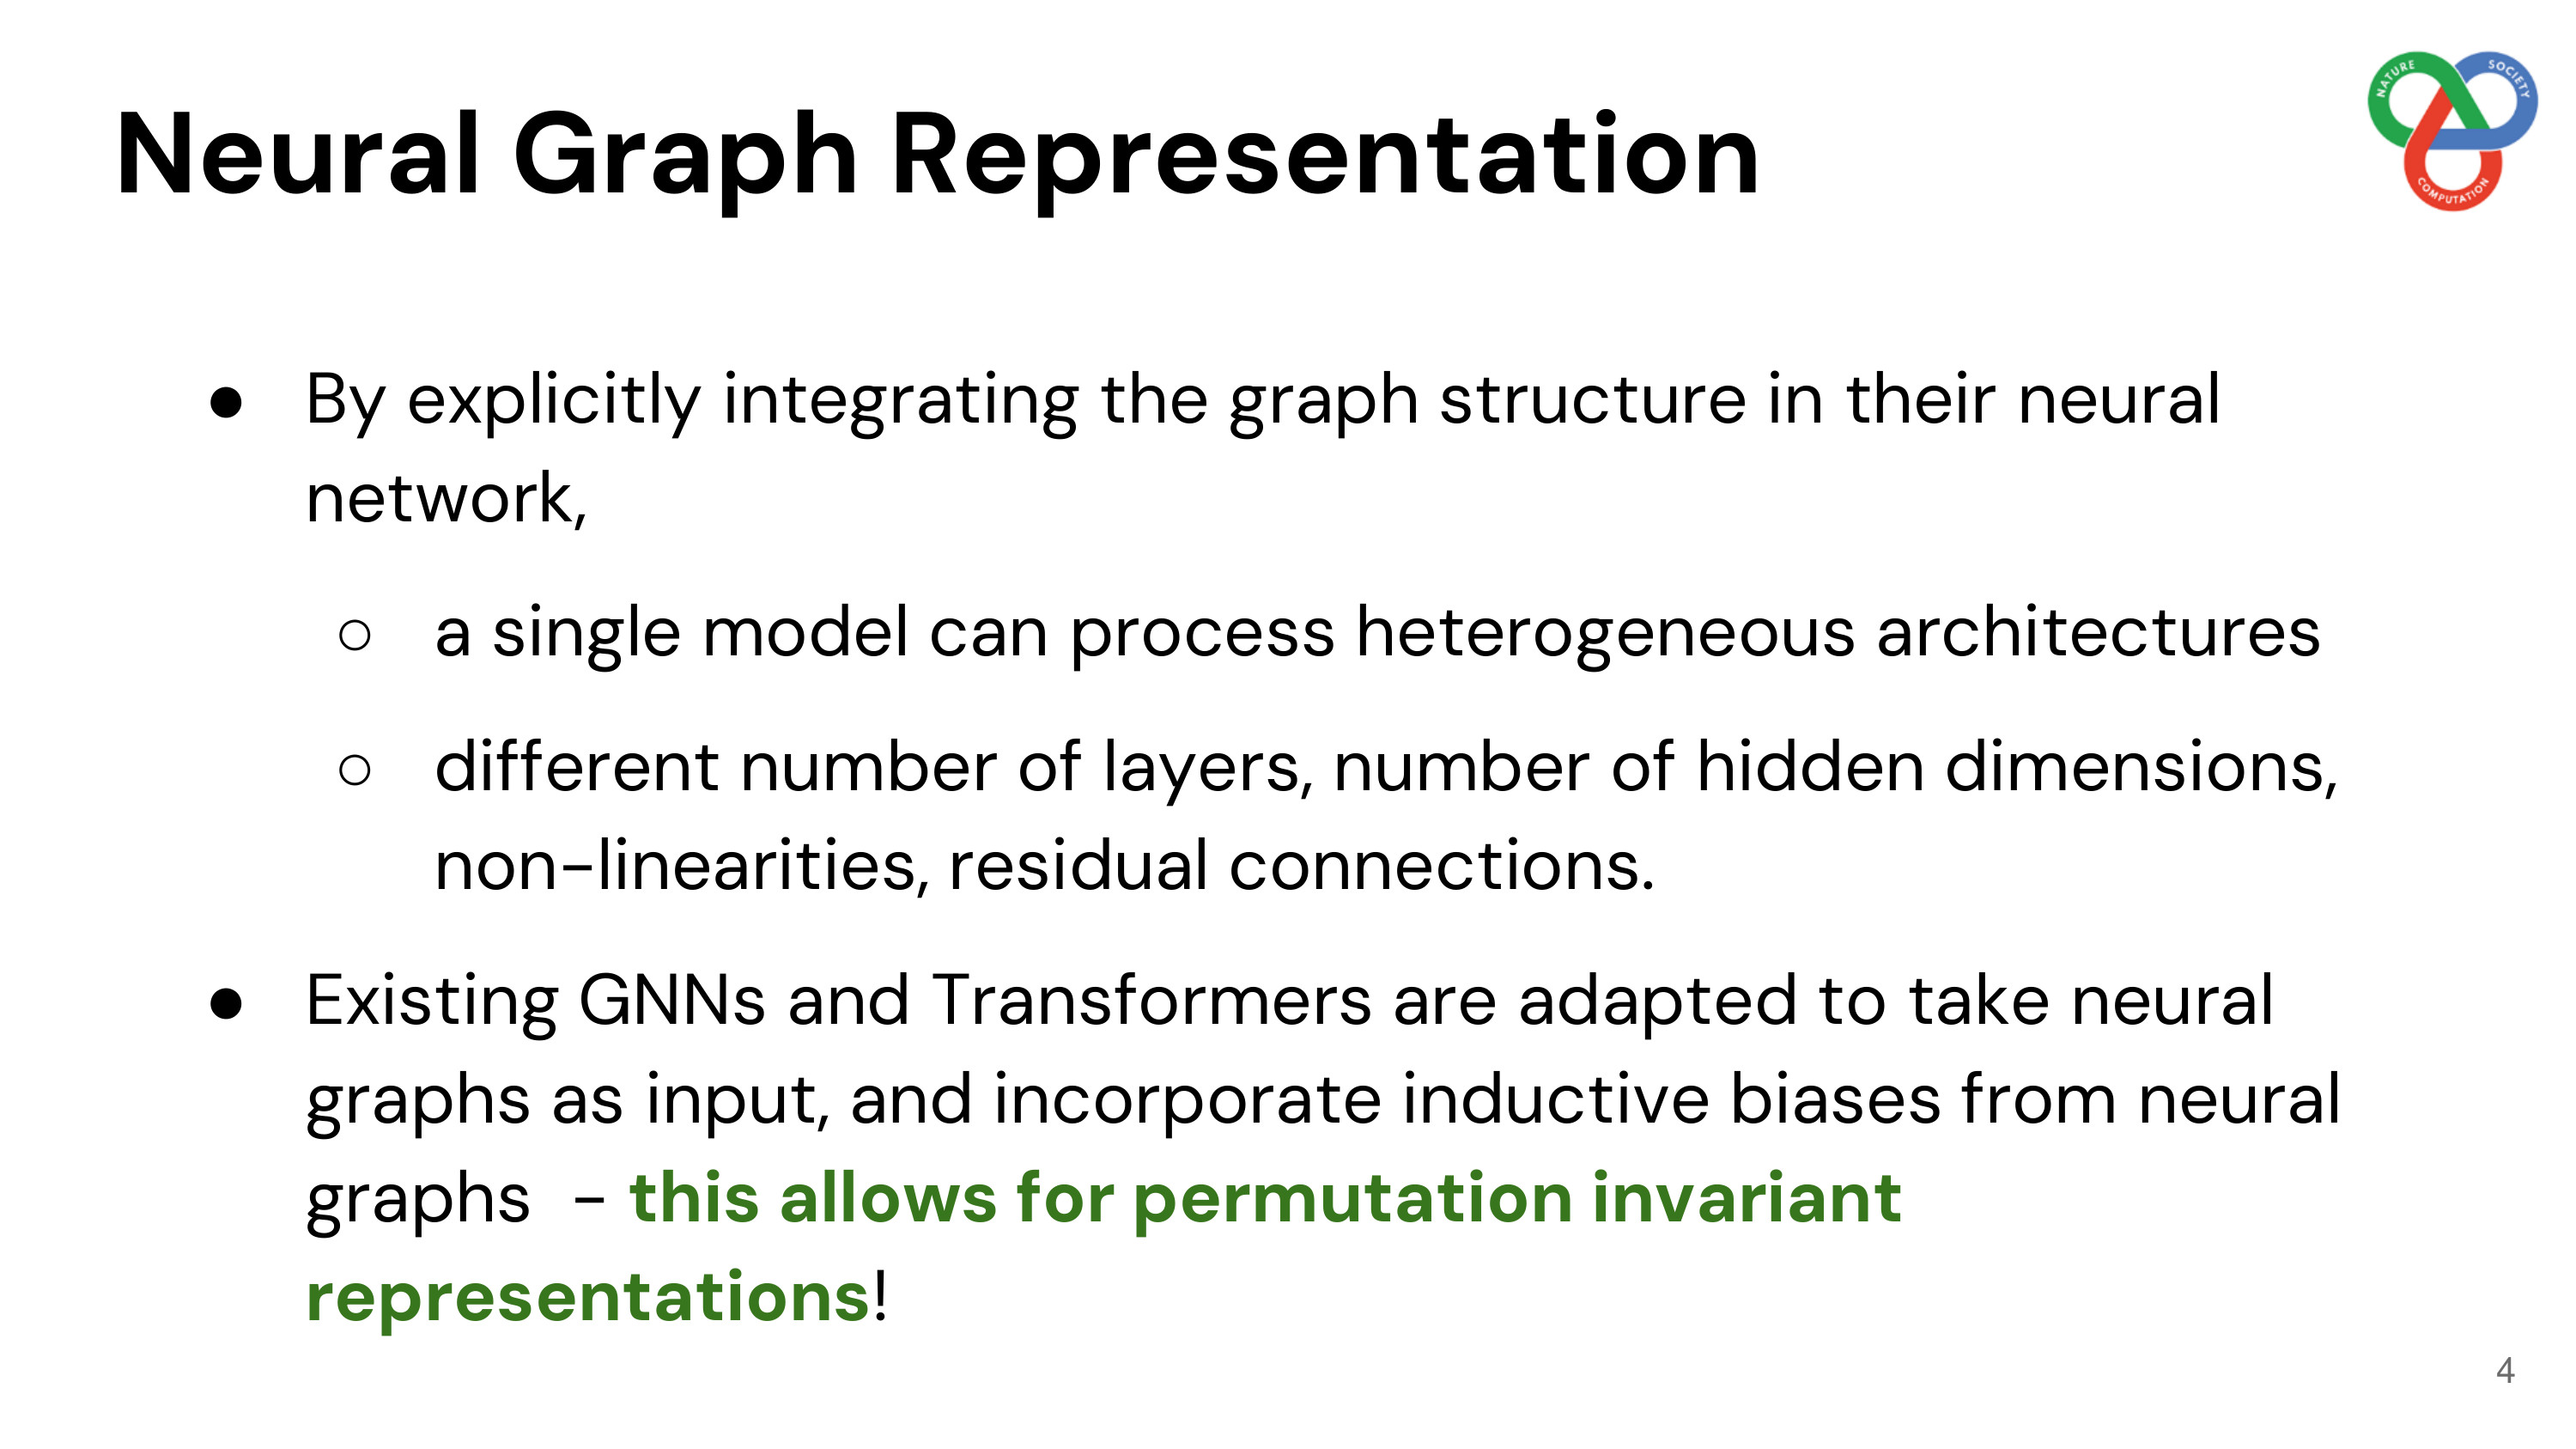 Neural Graph Representation
NATURE
SOCIETY
COMPUTATION
● By explicitly integrating the graph structure in their neural
network,
○ a single model can process heterogeneous architectures
○ different number of layers, number of hidden dimensions,
non-linearities, residual connections.
● Existing GNNs and Transformers are adapted to take neural
graphs as input, and incorporate inductive biases from neural
graphs - this allows for permutation invariant
representations!
4